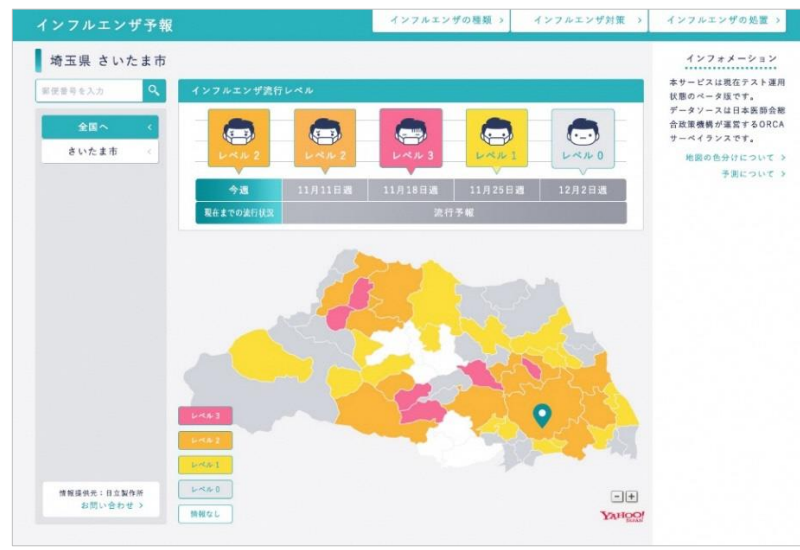 インフルエンザ予報
インフルエンザの種類 >
インフルエンザ対策 >
インフルエンザの処置 >
埼玉県 さいたま市
郵便番号を入力
全国へ <
さいたま市 <
インフルエンザ流行レベル
レベル 2
レベル 2
レベル 3
レベル 1
レベル 0
今週
11月11日週
11月18日週
11月25日週
12月2日週
現在までの流行状況
流行予報
インフォメーション
本サービスは現在テスト運用
状態のベータ版です。
データソースは日本医師会総
合政策機構が運営するORCA
サーベイランスです。
地図の色分けについて >
予測について >
レベル 3
レベル 2
レベル 1
レベル 0
情報なし
情報提供元:日立製作所
お問い合わせ >
- +
YAHOO!
JAPAN